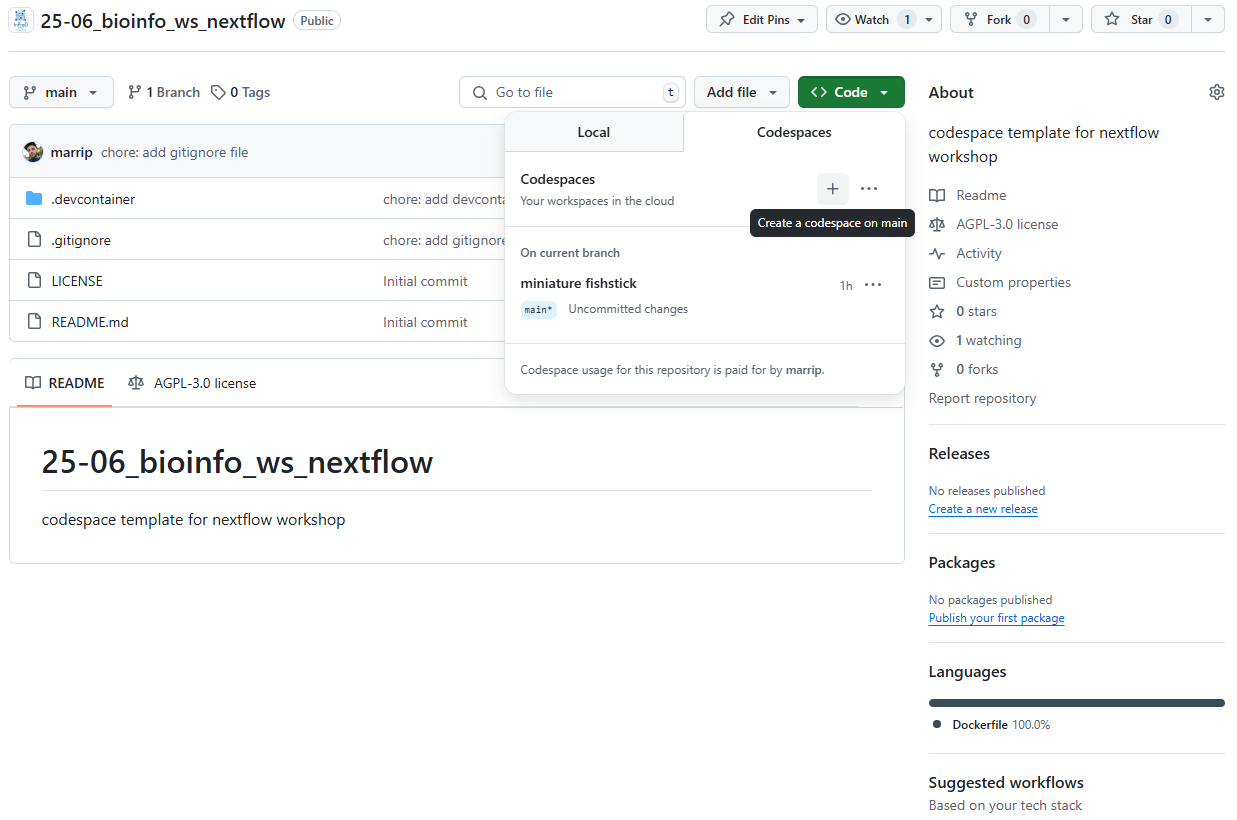 25-06_bioinfo_ws_nextflow Public
Edit Pins Watch 1 Fork 0 Star 0
main 1 Branch 0 Tags
Go to file t Add file <> Code
marrip chore: add gitignore file
.devcontainer chore: add devconta
.gitignore chore: add gitignore
LICENSE Initial commit
README.md Initial commit
Local Codespaces
Codespaces
Your workspaces in the cloud
Create a codespace on main
On current branch
miniature fishstick 1h
main* Uncommitted changes
Codespace usage for this repository is paid for by marrip.
README AGPL-3.0 license
25-06_bioinfo_ws_nextflow
codespace template for nextflow workshop
About
codespace template for nextflow
workshop
Readme
AGPL-3.0 license
Activity
Custom properties
0 stars
1 watching
0 forks
Report repository
Releases
No releases published
Create a new release
Packages
No packages published
Publish your first package
Languages
Dockerfile 100.0%
Suggested workflows
Based on your tech stack